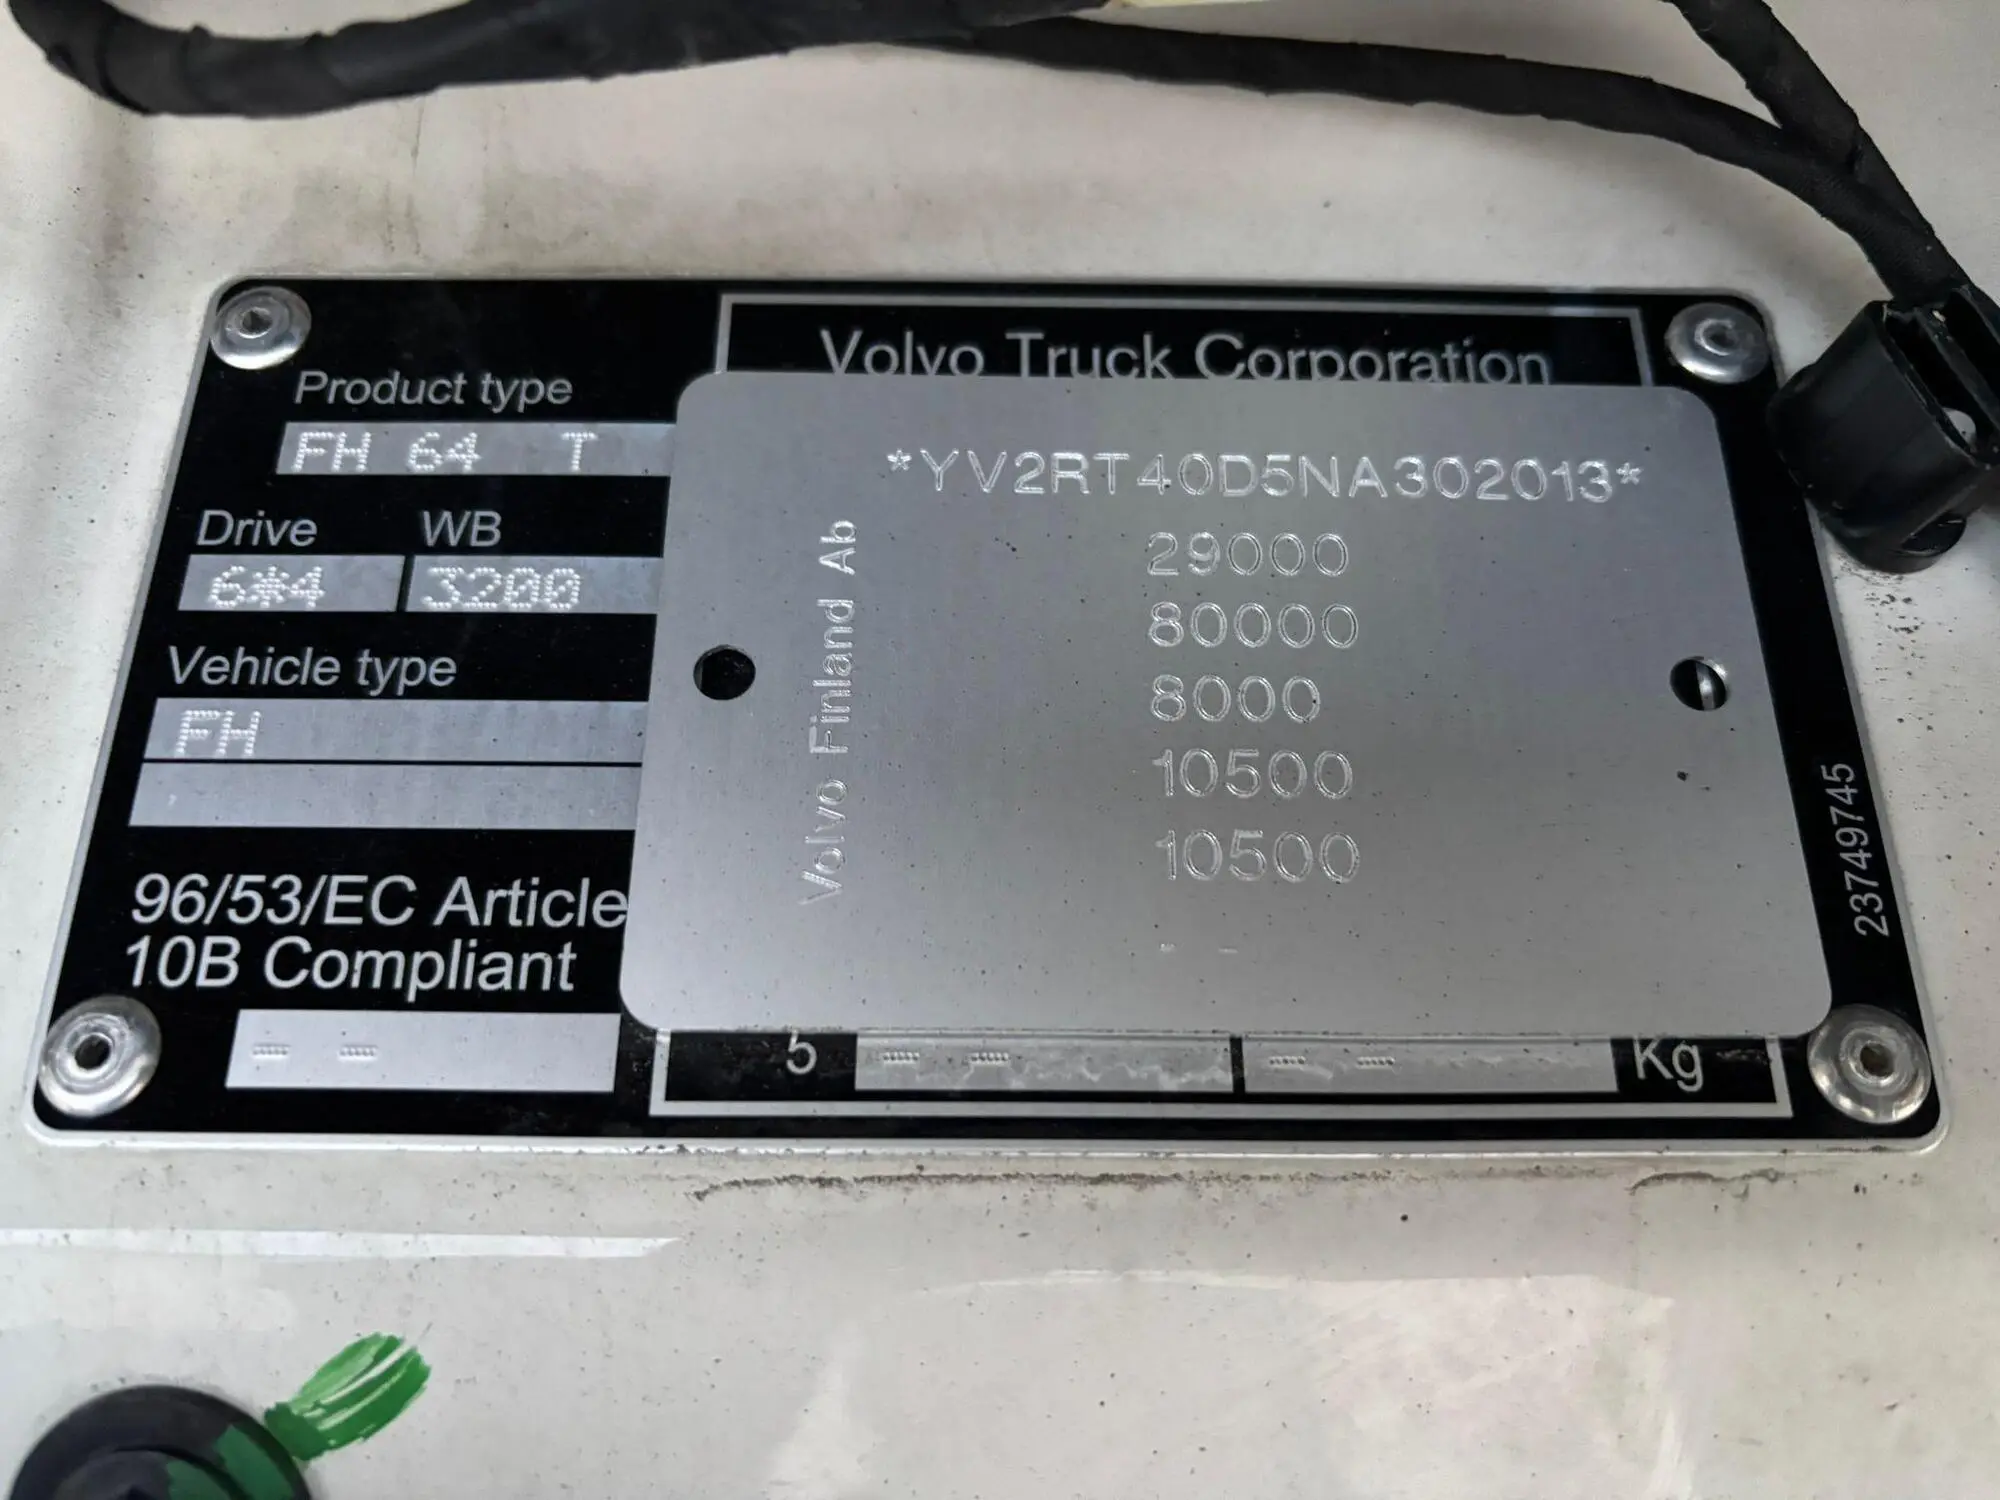 Volvo Truck Corporation
Product type
FH 64 T
Drive WB
6*4 3200
Vehicle type
FH
96/53/EC Article
10B Compliant
- -
*YV2RT40D5NA302013*
29000
80000
8000
10500
10500
- -
Volvo Finland Ab
5 - - - - Kg
23749745